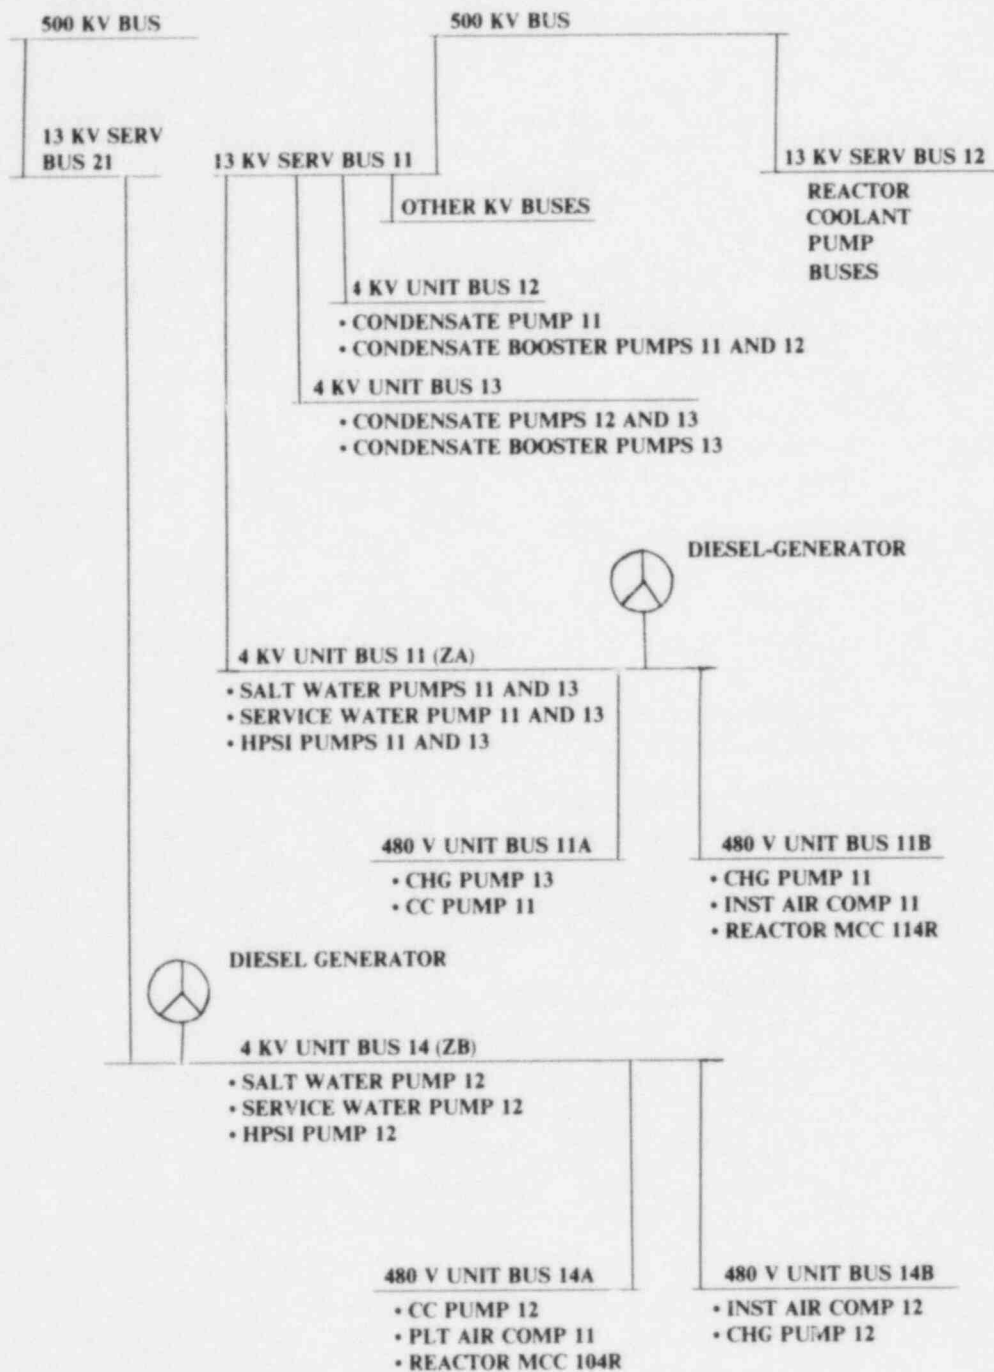 500 KV BUS
500 KV BUS
13 KV SERV
BUS 21
13 KV SERV BUS 11
13 KV SERV BUS 12
REACTOR
COOLANT
PUMP
BUSES
OTHER KV BUSES
4 KV UNIT BUS 12
• CONDENSATE PUMP 11
• CONDENSATE BOOSTER PUMPS 11 AND 12
4 KV UNIT BUS 13
• CONDENSATE PUMPS 12 AND 13
• CONDENSATE BOOSTER PUMPS 13
DIESEL-GENERATOR
4 KV UNIT BUS 11 (ZA)
• SALT WATER PUMPS 11 AND 13
• SERVICE WATER PUMP 11 AND 13
• HPSI PUMPS 11 AND 13
480 V UNIT BUS 11A
• CHG PUMP 13
• CC PUMP 11
480 V UNIT BUS 11B
• CHG PUMP 11
• INST AIR COMP 11
• REACTOR MCC 114R
DIESEL GENERATOR
4 KV UNIT BUS 14 (ZB)
• SALT WATER PUMP 12
• SERVICE WATER PUMP 12
• HPSI PUMP 12
480 V UNIT BUS 14A
• CC PUMP 12
• PLT AIR COMP 11
• REACTOR MCC 104R
480 V UNIT BUS 14B
• INST AIR COMP 12
• CHG PUMP 12